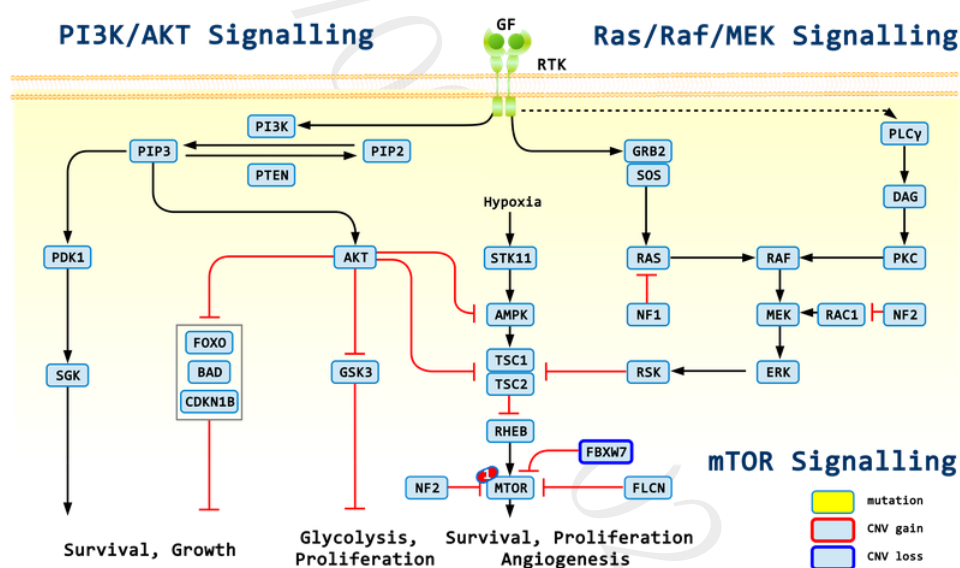 GF
PI3K/AKT Signalling
Ras/Raf/MEK Signalling
RTK
PI3K
PLCγ
PIP3
PIP2
GRB2
PTEN
SOS
DAG
Hypoxia
PDK1
AKT
STK11
RAS
RAF
PKC
AMPK
NF1
MEK
RAC1
NF2
FOXO
BAD
CDKN1B
SGK
GSK3
TSC1
TSC2
RSK
ERK
RHEB
FBXW7
mTOR Signalling
1
NF2
MTOR
FLCN
mutation
CNV gain
CNV loss
Survival, Growth
Glycolysis,
Proliferation
Survival, Proliferation
Angiogenesis